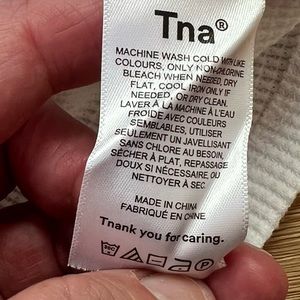 Tna®
MACHINE WASH COLD WITH LIKE
COLOURS, ONLY NON-CHLORINE
BLEACH WHEN NEEDED, DRY
FLAT, COOL IRON ONLY IF
NEEDED, OR DRY CLEAN.
LAVER À LA MACHINE À L'EAU
FROIDE AVEC COULEURS
SEMBLABLES, UTILISER
SEULEMENT UN JAVELLISANT
SANS CHLORE AU BESOIN,
SÉCHER À PLAT, REPASSAGE
DOUX SI NÉCESSAIRE, OU
NETTOYER À SEC.
MADE IN CHINA
FABRIQUÉ EN CHINE
Thank you for caring.